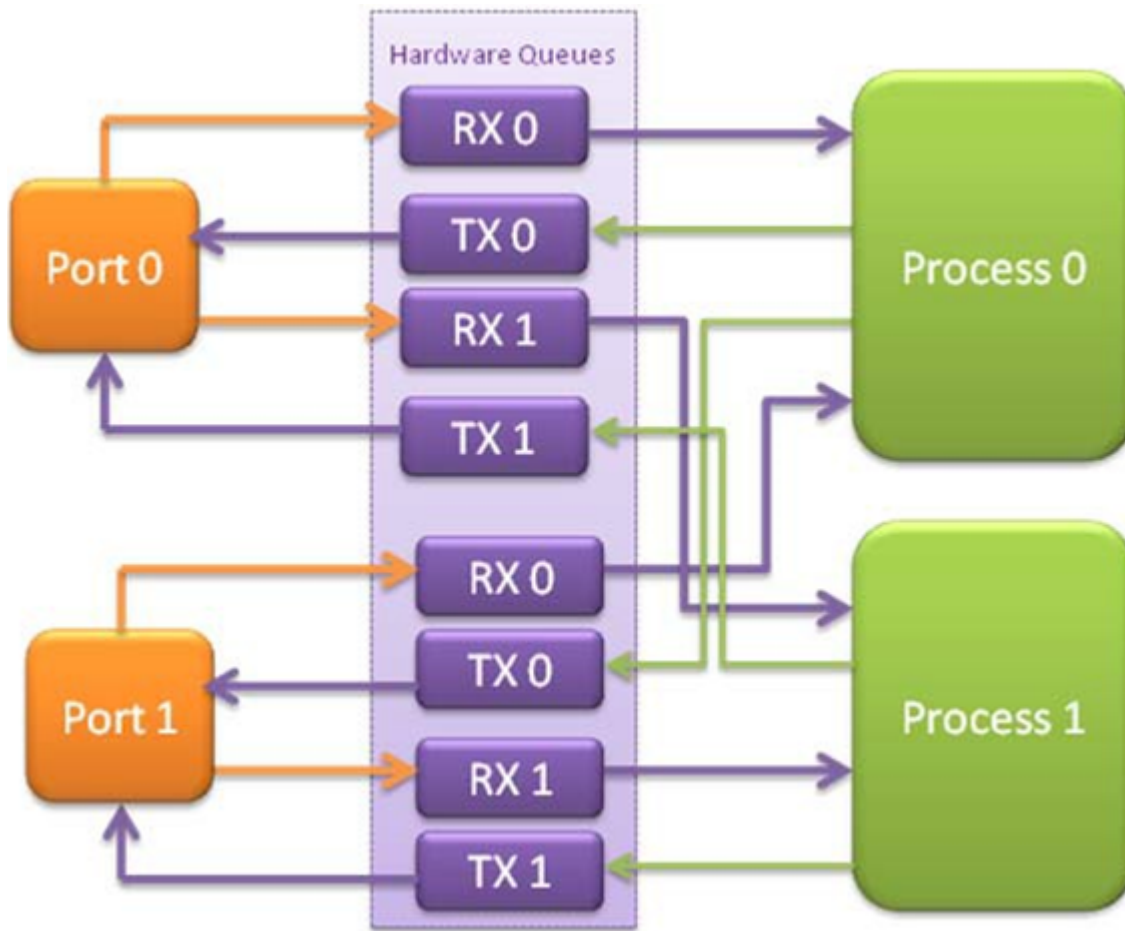 Hardware Queues
RX 0
TX 0
RX 1
TX 1
RX 0
TX 0
RX 1
TX 1
Port 0
Port 1
Process 0
Process 1